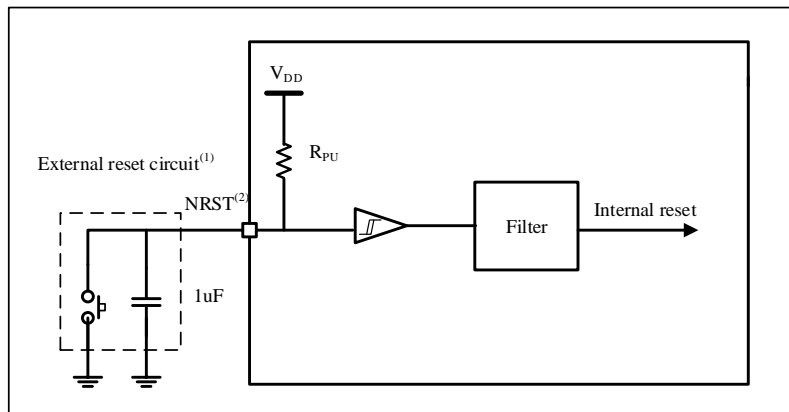 V_DD
R_PU
External reset circuit(1)
NRST(2)
1uF
Filter
Internal reset